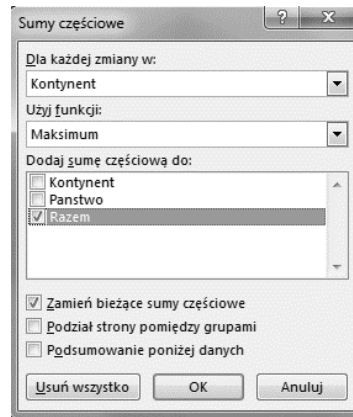 Sumy częściowe
Dla każdej zmiany w:
Kontynent
Użyj funkcji:
Maksimum
Dodaj sumę częściową do:
Kontynent
Panstwo
Razem
Zamień bieżące sumy częściowe
Podział strony pomiędzy grupami
Podsumowanie poniżej danych
Usuń wszystko OK Anuluj